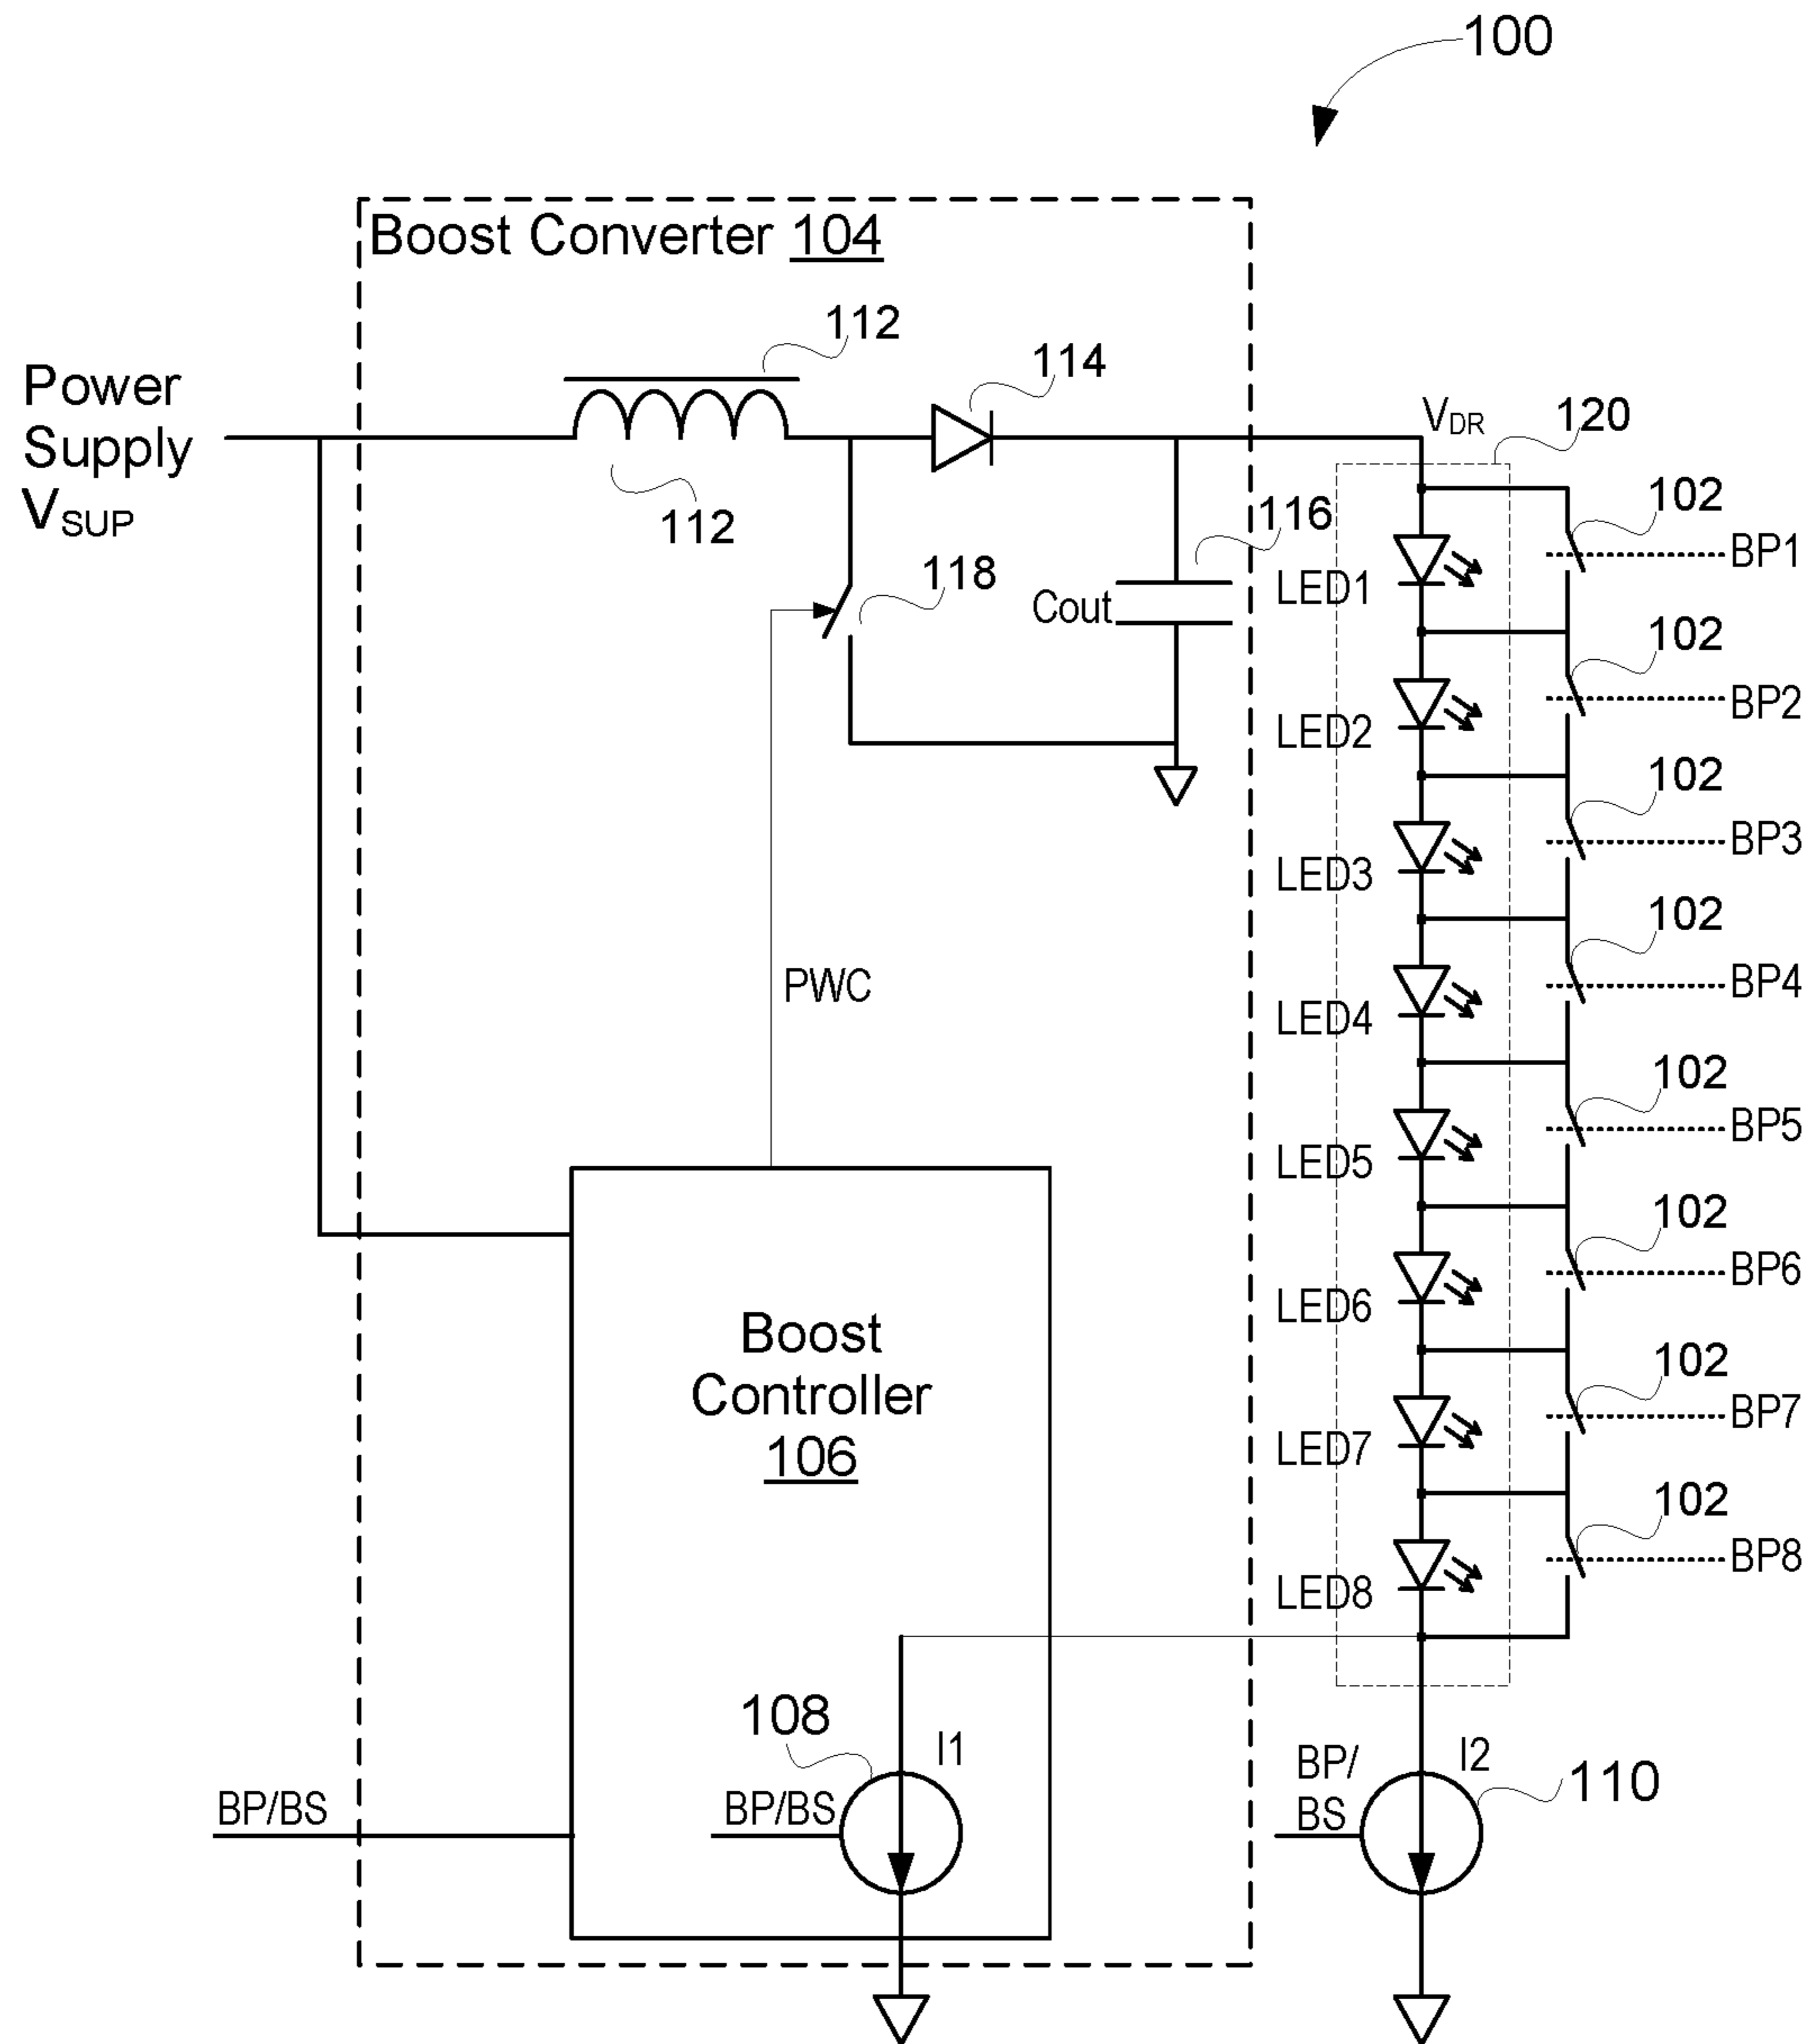 100
Boost Converter 104
112
114
Power
Supply
VSUP
112
118
116
Cout
VDR
120
102
BP1
LED1
102
BP2
LED2
102
BP3
LED3
102
BP4
LED4
102
BP5
LED5
102
BP6
LED6
102
BP7
LED7
102
BP8
LED8
PWC
Boost
Controller
106
108
I1
BP/BS
BP/BS
BP/
BS
I2
110